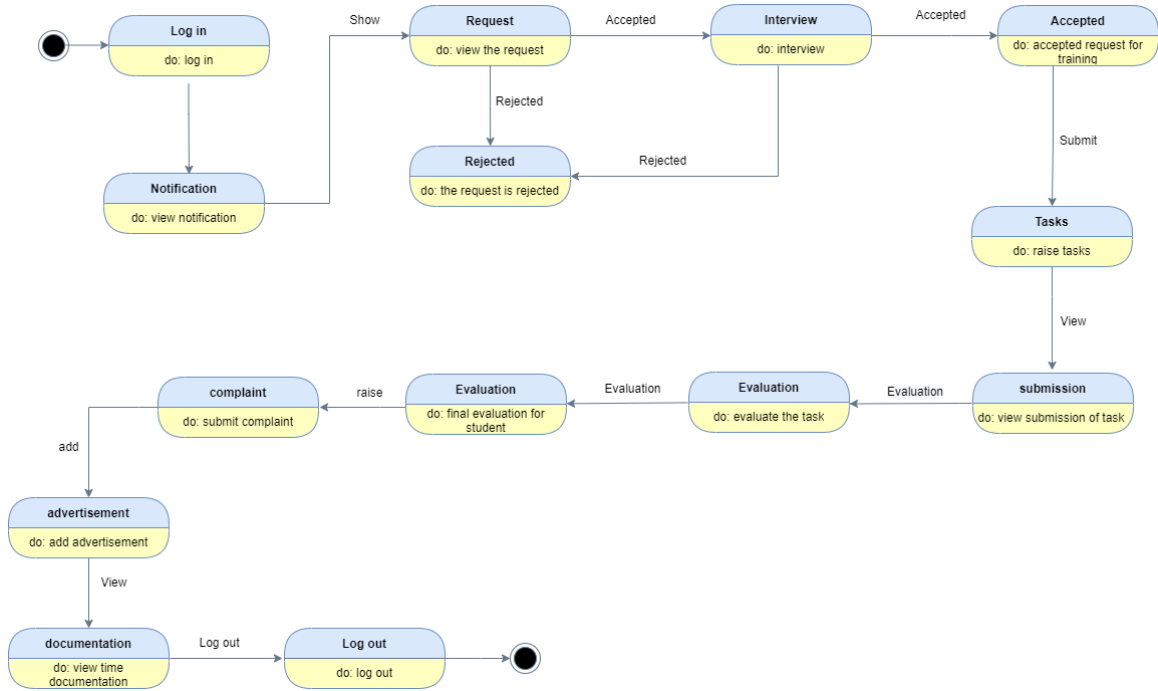 Log in
do: log in
Notification
do: view notification
Show
Request
do: view the request
Accepted
Interview
do: interview
Accepted
Accepted
do: accepted request for
training
Rejected
Rejected
do: the request is rejected
Rejected
Submit
Tasks
do: raise tasks
View
submission
do: view submission of task
Evaluation
Evaluation
do: evaluate the task
Evaluation
Evaluation
do: final evaluation for
student
raise
complaint
do: submit complaint
add
advertisement
do: add advertisement
View
documentation
do: view time
documentation
Log out
Log out
do: log out